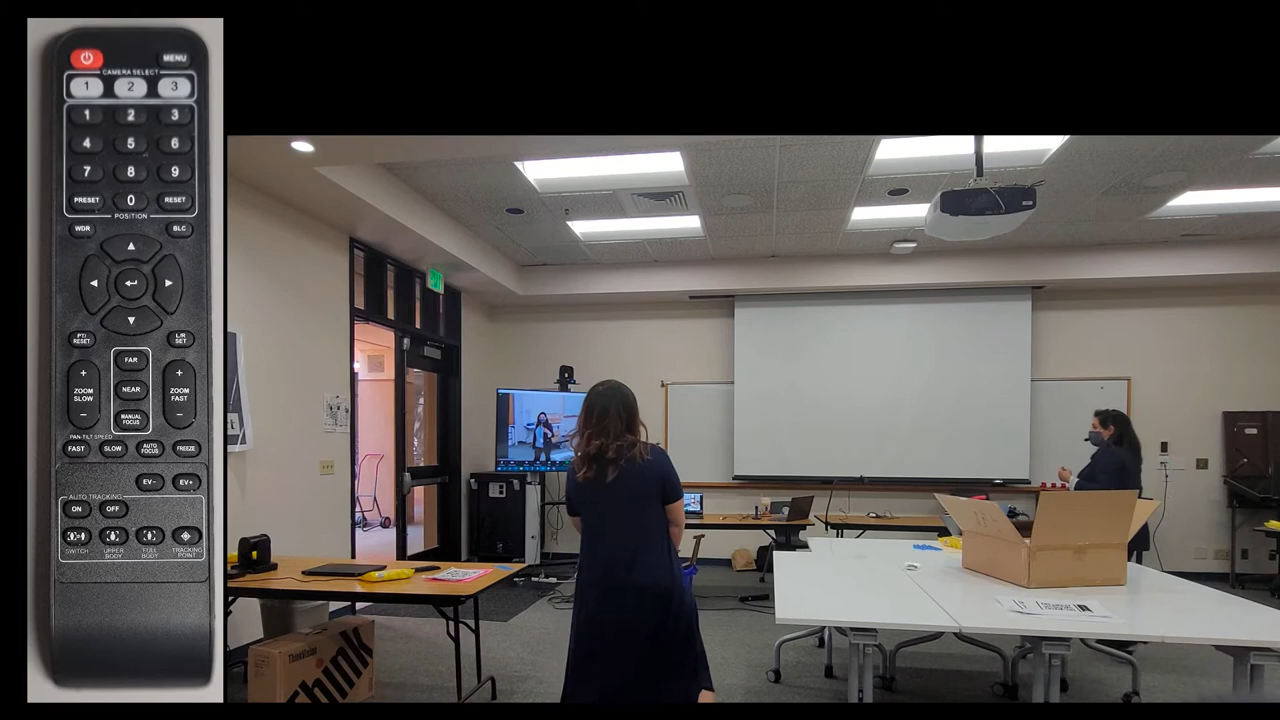 MENU
CAMERA SELECT
1 2 3
1 2 3
4 5 6
7 8 9
PRESET 0 RESET
POSITION
WDR BLC
PT/
RESET
L/R
SET
FAR
+ +
ZOOM
SLOW
NEAR
ZOOM
FAST
- -
MANUAL
FOCUS
PAN-TILT SPEED
FAST SLOW AUTO
FOCUS FREEZE
EV- EV+
AUTO TRACKING
ON OFF
SWITCH UPPER
BODY FULL
BODY TRACKING
POINT
EXIT
ThinkVision
Think